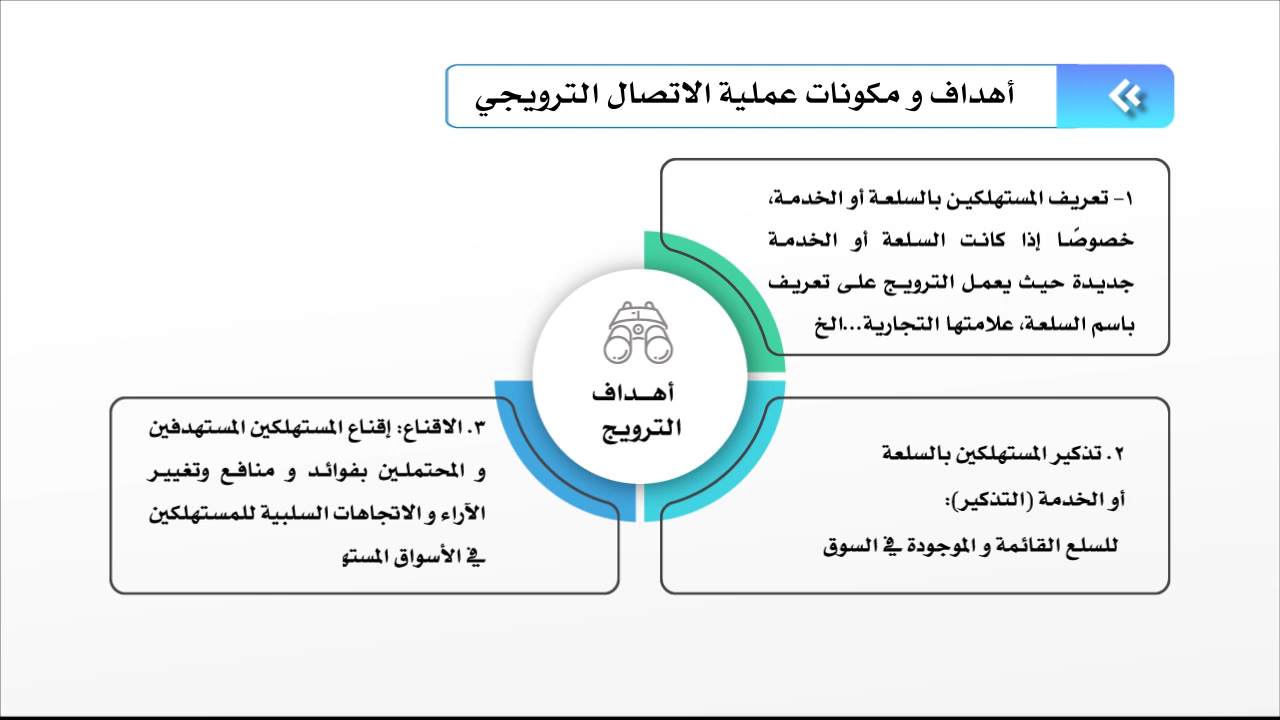 أهداف و مكونات عملية الاتصال الترويجي
١- تعريف المستهلكين بالسلعة أو الخدمة،
خصوصًا إذا كانت السلعة أو الخدمة
جديدة حيث يعمل الترويج على تعريف
باسم السلعة، علامتها التجارية...الخ
أهداف
الترويج
٢. تذكير المستهلكين بالسلعة
أو الخدمة (التذكير):
للسلع القائمة و الموجودة في السوق
٣. الاقناع: إقناع المستهلكين المستهدفين
و المحتملين بفوائد و منافع وتغيير
الآراء و الاتجاهات السلبية للمستهلكين
في الأسواق